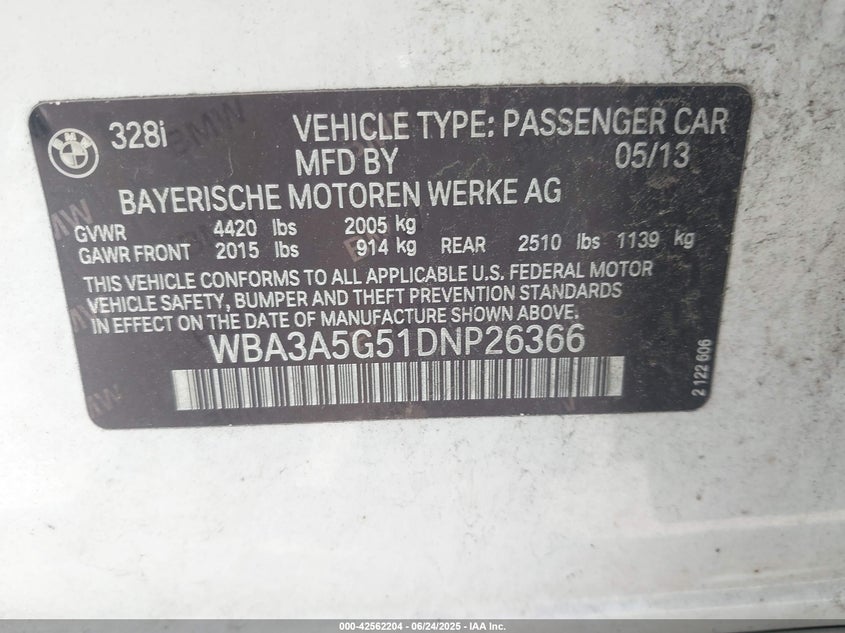 328i VEHICLE TYPE: PASSENGER CAR
MFD BY 05/13
BAYERISCHE MOTOREN WERKE AG
GVWR 4420 lbs 2005 kg
GAWR FRONT 2015 lbs 914 kg REAR 2510 lbs 1139 kg
THIS VEHICLE CONFORMS TO ALL APPLICABLE U.S. FEDERAL MOTOR
VEHICLE SAFETY, BUMPER AND THEFT PREVENTION STANDARDS
IN EFFECT ON THE DATE OF MANUFACTURE SHOWN ABOVE.
WBA3A5G51DNP26366
2 122 606
BMW
000-42562204 - 06/24/2025 - IAA Inc.